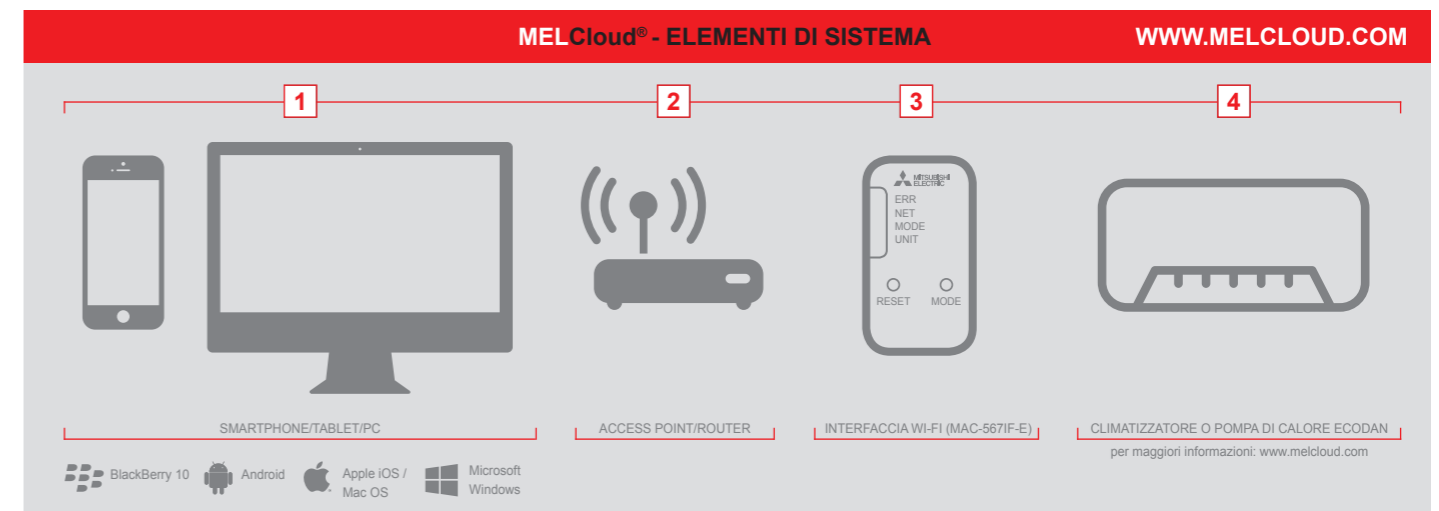 MELCloud® - ELEMENTI DI SISTEMA
WWW.MELCLOUD.COM
1
2
3
4
MITSUBISHI
ELECTRIC
ERR
NET
MODE
UNIT
RESET
MODE
SMARTPHONE/TABLET/PC
ACCESS POINT/ROUTER
INTERFACCIA WI-FI (MAC-567IF-E)
CLIMATIZZATORE O POMPA DI CALORE ECODAN
per maggiori informazioni: www.melcloud.com
BlackBerry 10
Android
Apple iOS /
Mac OS
Microsoft
Windows